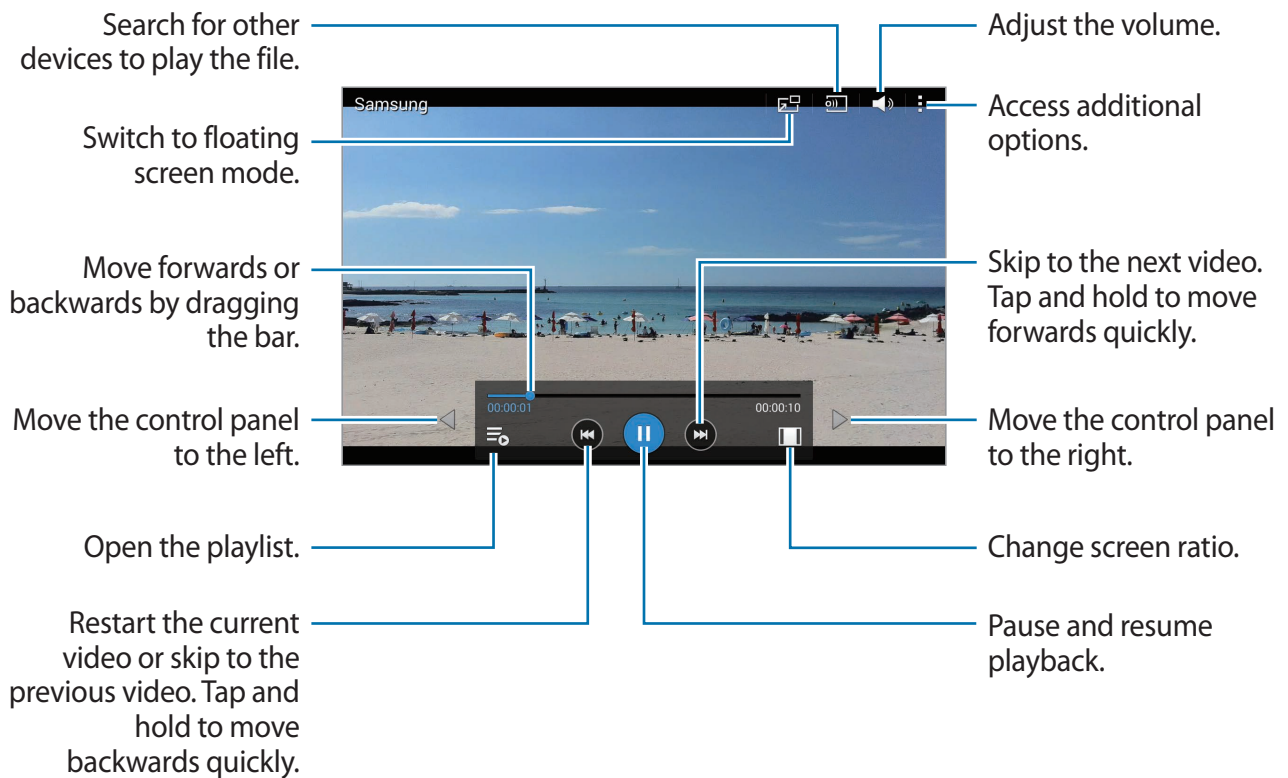 Search for other
devices to play the file.
Adjust the volume.
Samsung
Access additional
options.
Switch to floating
screen mode.
Move forwards or
backwards by dragging
the bar.
Skip to the next video.
Tap and hold to move
forwards quickly.
00:00:01
00:00:10
Move the control panel
to the left.
Move the control panel
to the right.
Open the playlist.
Change screen ratio.
Restart the current
video or skip to the
previous video. Tap and
hold to move
backwards quickly.
Pause and resume
playback.